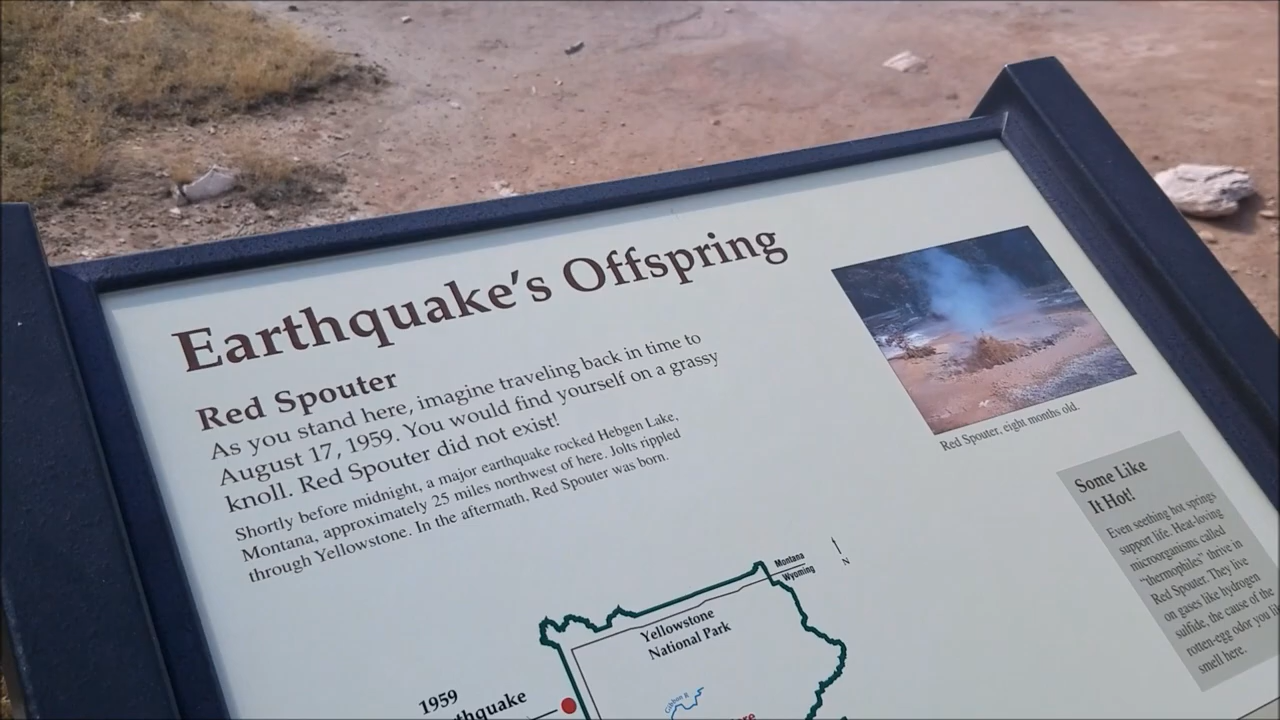 Earthquake's Offspring
Red Spouter
As you stand here, imagine traveling back in time to
August 17, 1959. You would find yourself on a grassy
knoll. Red Spouter did not exist!
Shortly before midnight, a major earthquake rocked Hebgen Lake,
Montana, approximately 25 miles northwest of here. Jolts rippled
through Yellowstone. In the aftermath, Red Spouter was born.
Red Spouter, eight months old.
Some Like
It Hot!
Even seething hot springs
support life. Heat-loving
microorganisms called
"thermophiles" thrive in
Red Spouter. They live
on gases like hydrogen
sulfide, the cause of the
rotten-egg odor you
smell here.
Montana
Wyoming
N
Yellowstone
National Park
Gibbon R
1959
thquake